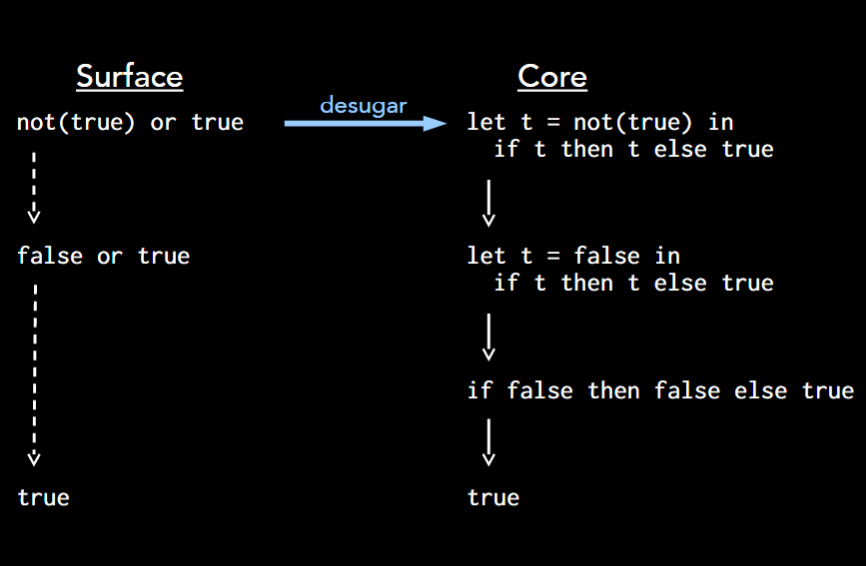 Surface
Core
desugar
not(true) or true
let t = not(true) in
if t then t else true
false or true
let t = false in
if t then t else true
if false then false else true
true
true